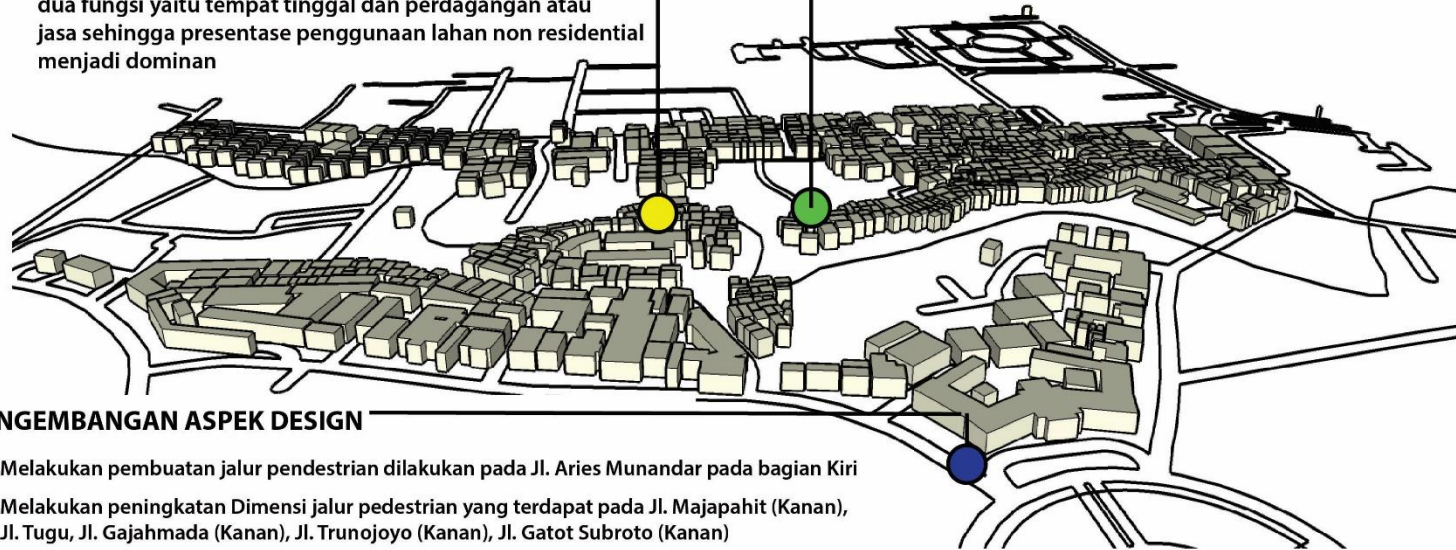 dua fungsi yaitu tempat tinggal dan perdagangan atau
jasa sehingga presentase penggunaan lahan non residential
menjadi dominan
NGEMBANGAN ASPEK DESIGN
Melakukan pembuatan jalur pendestrian dilakukan pada Jl. Aries Munandar pada bagian Kiri
Melakukan peningkatan Dimensi jalur pedestrian yang terdapat pada Jl. Majapahit (Kanan),
Jl. Tugu, Jl. Gajahmada (Kanan), Jl. Trunojoyo (Kanan), Jl. Gatot Subroto (Kanan)